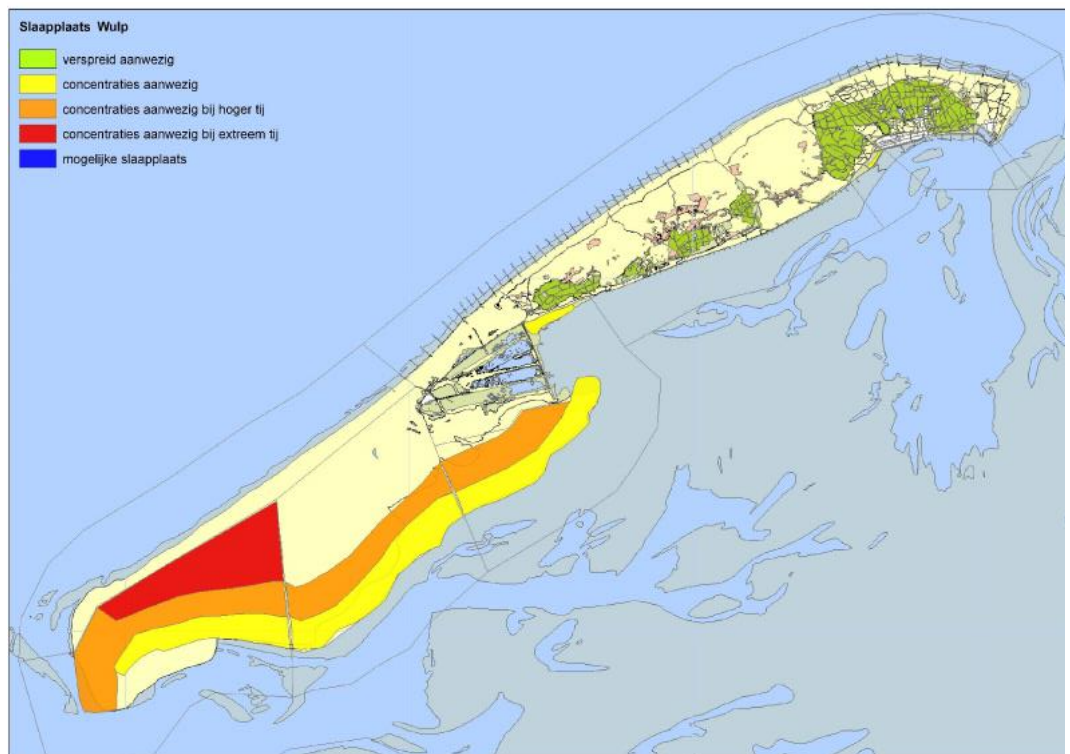 Slaapplaats Wulp
verspreid aanwezig
concentraties aanwezig
concentraties aanwezig bij hoger tij
concentraties aanwezig bij extreem tij
mogelijke slaapplaats